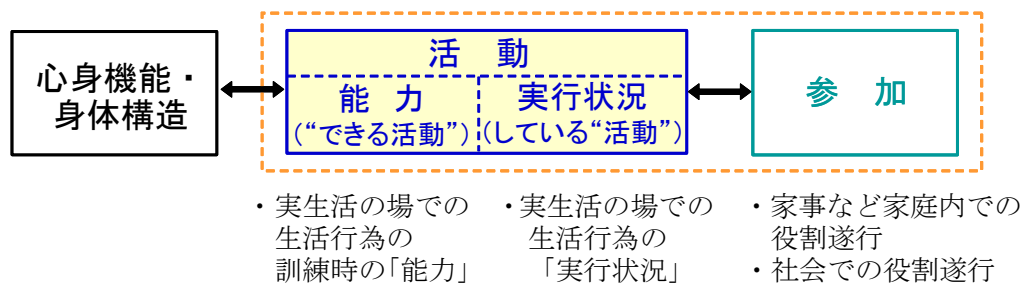 心身機能・
身体構造
活　動
能 力
(“できる活動”)
実行状況
(している“活動”)
参　加
・実生活の場での
生活行為の
訓練時の「能力」
・実生活の場での
生活行為の
「実行状況」
・家事など家庭内での
役割遂行
・社会での役割遂行